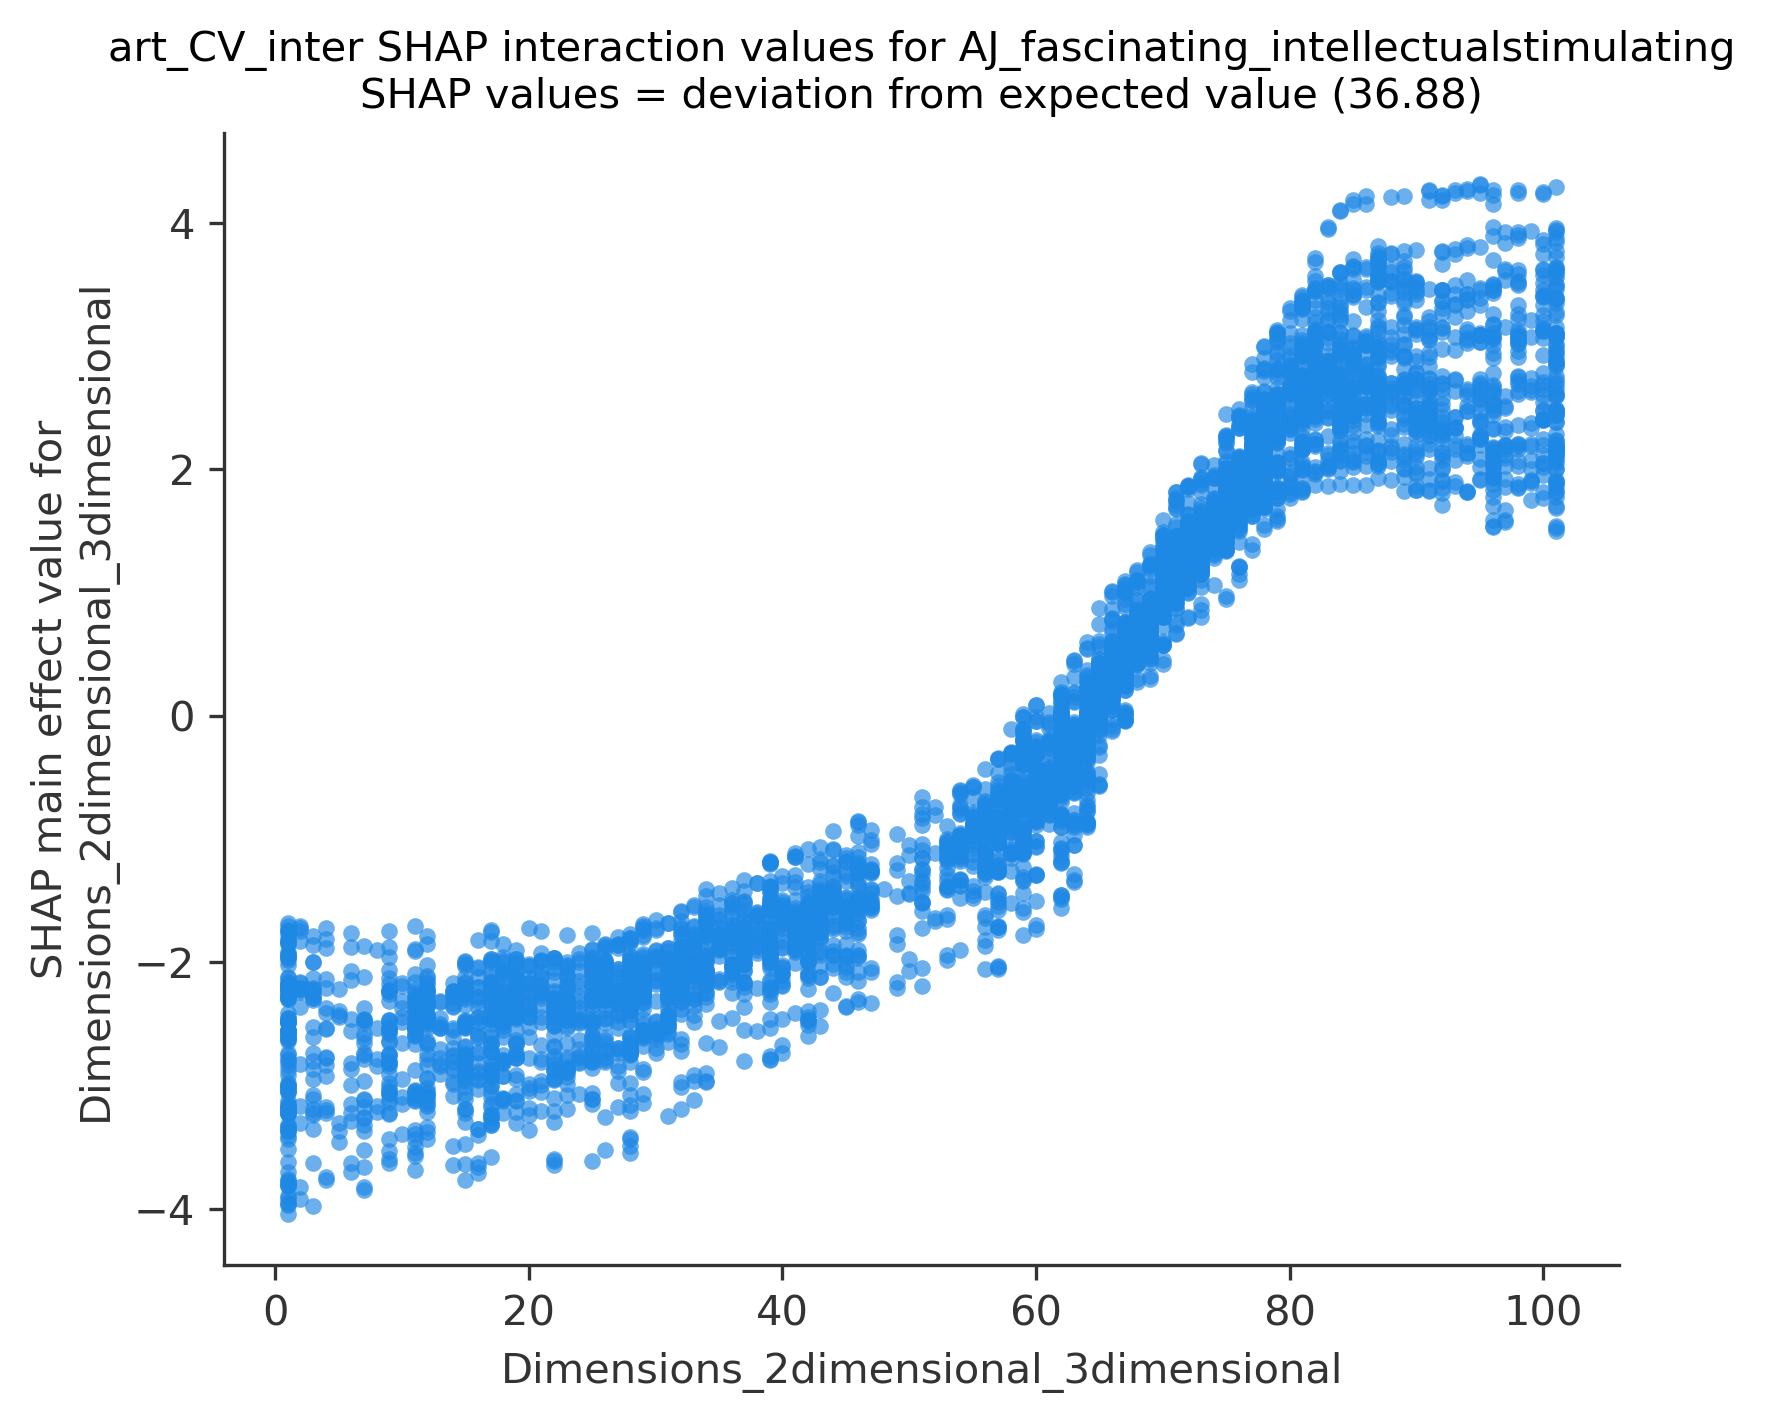 art_CV_inter SHAP interaction values for AJ_fascinating_intellectualstimulating
SHAP values = deviation from expected value (36.88)
SHAP main effect value for
Dimensions_2dimensional_3dimensional
4
2
0
−2
−4
0 20 40 60 80 100
Dimensions_2dimensional_3dimensional